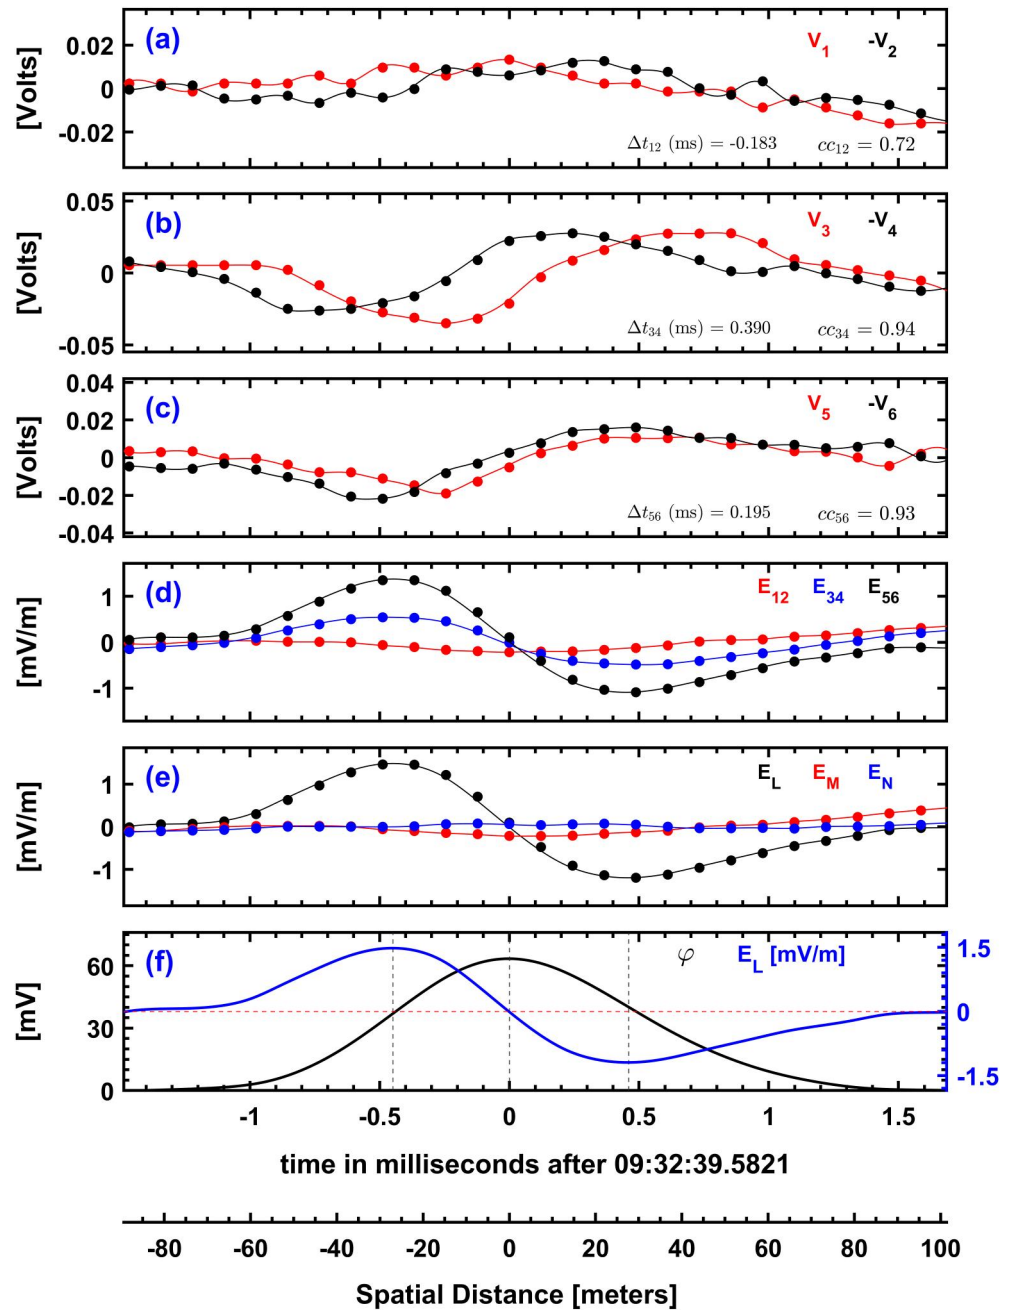 (a) V1 -V2
[Volts]
0.02
0
-0.02
Δt12 (ms) = -0.183 cc12 = 0.72
(b) V3 -V4
[Volts]
0.05
0
-0.05
Δt34 (ms) = 0.390 cc34 = 0.94
(c) V5 -V6
[Volts]
0.04
0.02
0
-0.02
-0.04
Δt56 (ms) = 0.195 cc56 = 0.93
(d) E12 E34 E56
[mV/m]
1
0
-1
(e) EL EM EN
[mV/m]
1
0
-1
(f) φ EL [mV/m]
[mV]
60
30
0
1.5
0
-1.5
-1 -0.5 0 0.5 1 1.5
time in milliseconds after 09:32:39.5821
-80 -60 -40 -20 0 20 40 60 80 100
Spatial Distance [meters]